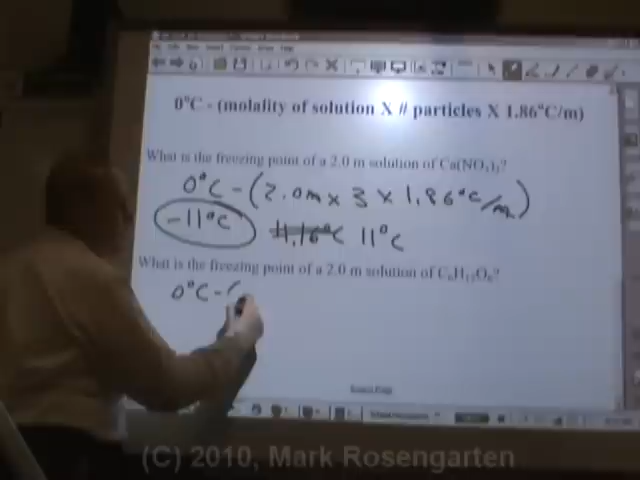 0°C - (molality of solution X # particles X 1.86°C/m)
What is the freezing point of a 2.0 m solution of Ca(NO₃)₂?
0°C - (2.0m x 3 x 1.86°C/m)
-11°C 11.16°C 11°C
What is the freezing point of a 2.0 m solution of C₆H₁₂O₆?
0°C - (
(C) 2010, Mark Rosengarten